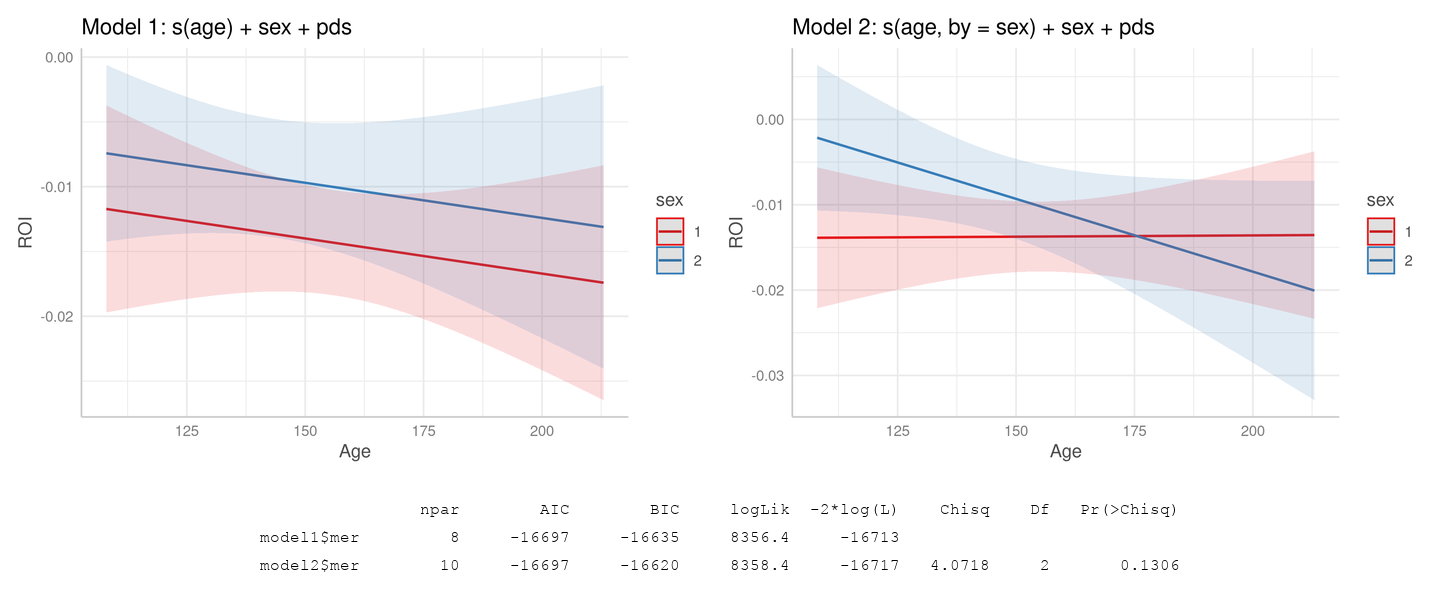 Model 1: s(age) + sex + pds
0.00
-0.01
-0.02
ROI
125 150 175 200
Age
sex
1
2
Model 2: s(age, by = sex) + sex + pds
0.00
-0.01
-0.02
-0.03
ROI
125 150 175 200
Age
sex
1
2
npar AIC BIC logLik -2*log(L) Chisq Df Pr(>Chisq)
model1$mer 8 -16697 -16635 8356.4 -16713
model2$mer 10 -16697 -16620 8358.4 -16717 4.0718 2 0.1306